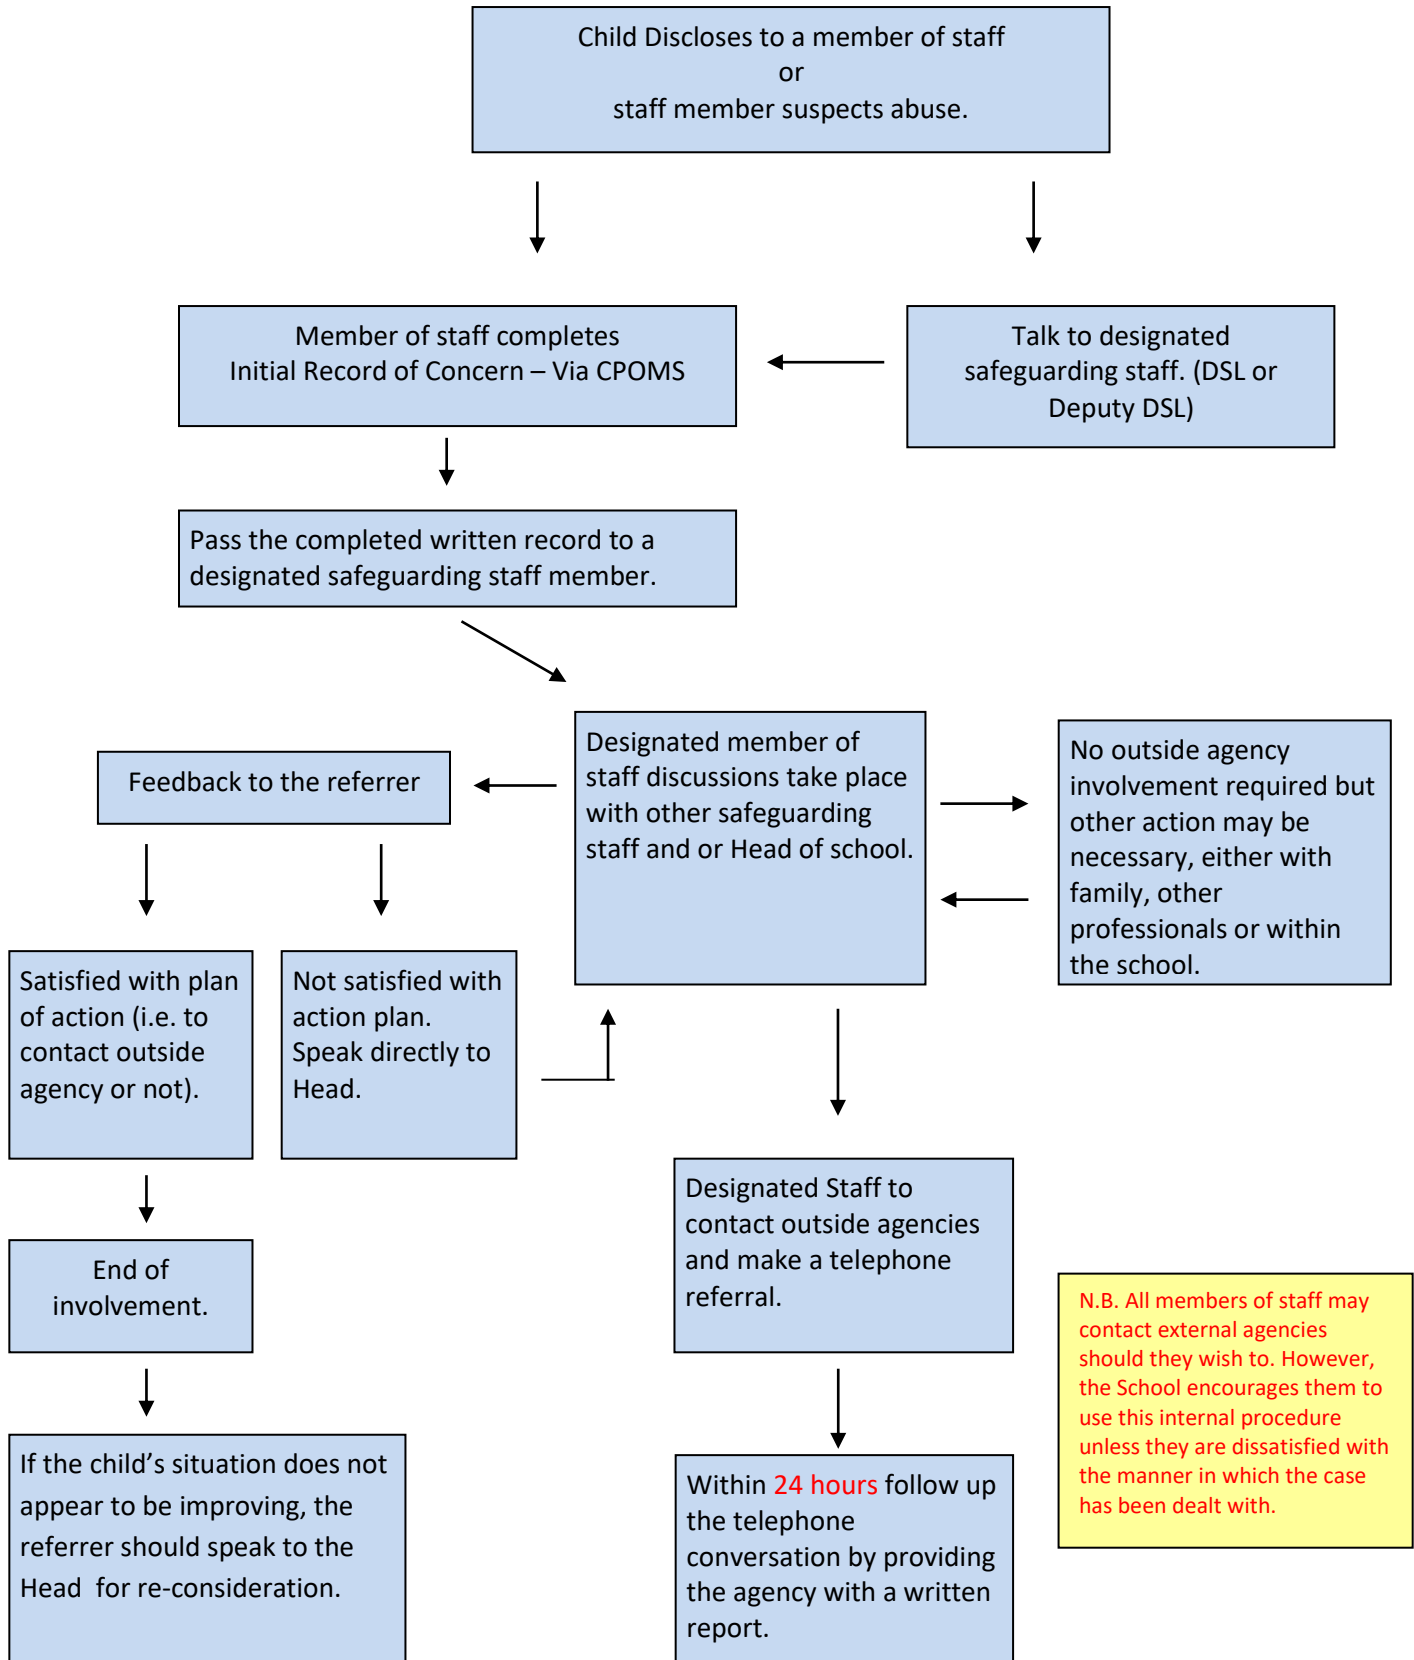 Child Discloses to a member of staff
or
staff member suspects abuse.
Member of staff completes
Initial Record of Concern – Via CPOMS
Talk to designated
safeguarding staff. (DSL or
Deputy DSL)
Pass the completed written record to a
designated safeguarding staff member.
Designated member of
staff discussions take place
with other safeguarding
staff and or Head of school.
No outside agency
involvement required but
other action may be
necessary, either with
family, other
professionals or within
the school.
Feedback to the referrer
Satisfied with plan
of action (i.e. to
contact outside
agency or not).
Not satisfied with
action plan.
Speak directly to
Head.
Designated Staff to
contact outside agencies
and make a telephone
referral.
End of
involvement.
N.B. All members of staff may
contact external agencies
should they wish to. However,
the School encourages them to
use this internal procedure
unless they are dissatisfied with
the manner in which the case
has been dealt with.
If the child’s situation does not
appear to be improving, the
referrer should speak to the
Head  for re-consideration.
Within 24 hours follow up
the telephone
conversation by providing
the agency with a written
report.